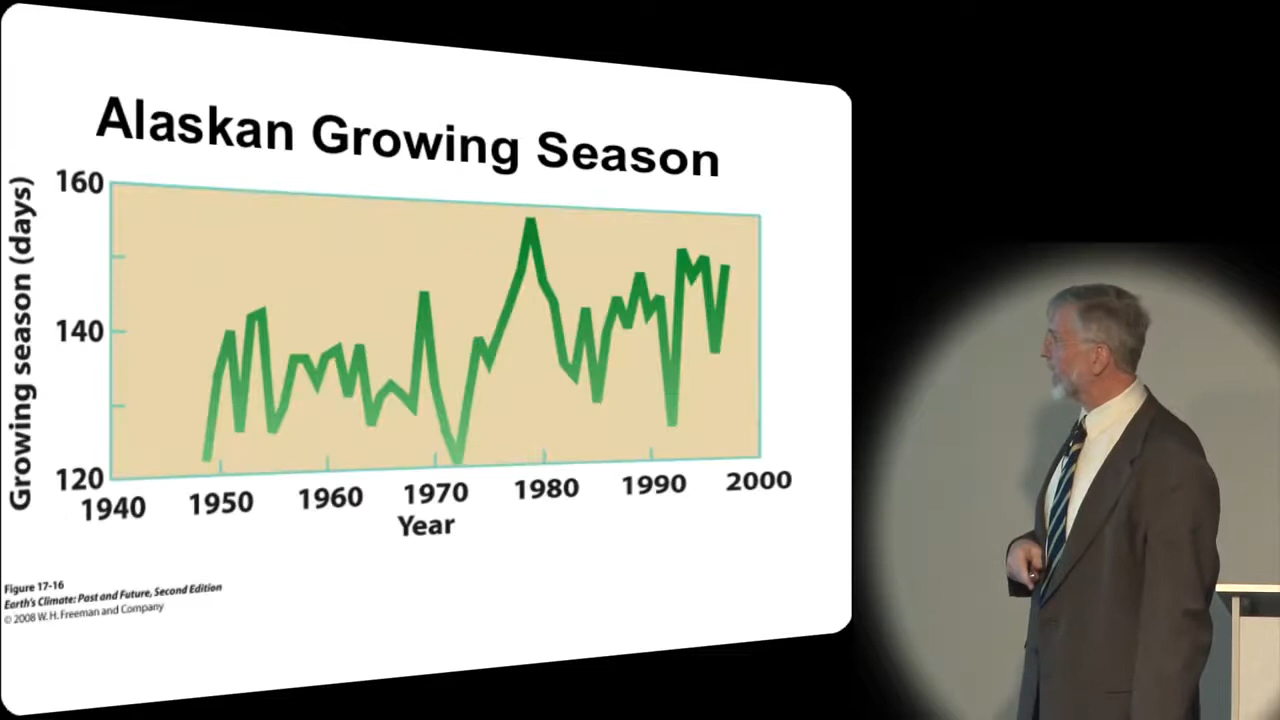 Alaskan Growing Season
Growing season (days)
160
140
120
1940 1950 1960 1970 1980 1990 2000
Year
Figure 17-16
Earth's Climate: Past and Future, Second Edition
© 2008 W. H. Freeman and Company